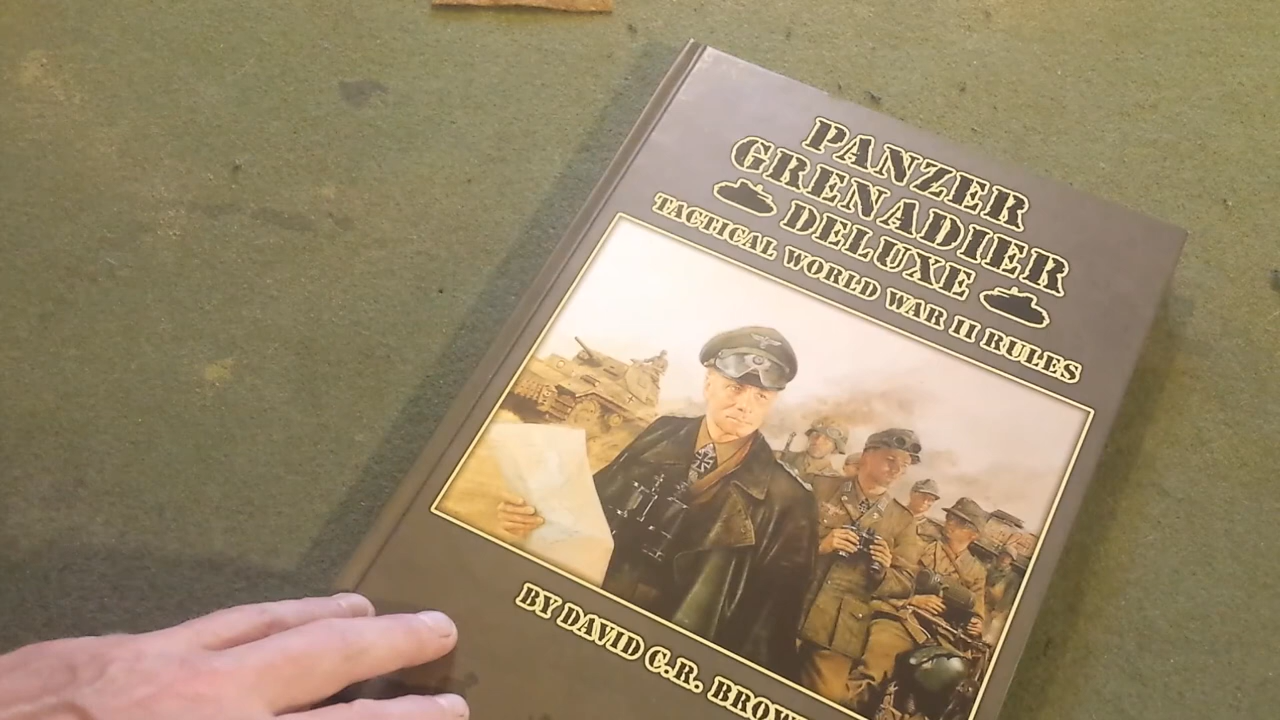 PANZER
GRENADIER
DELUXE
TACTICAL WORLD WAR II RULES
BY DAVID C.R.